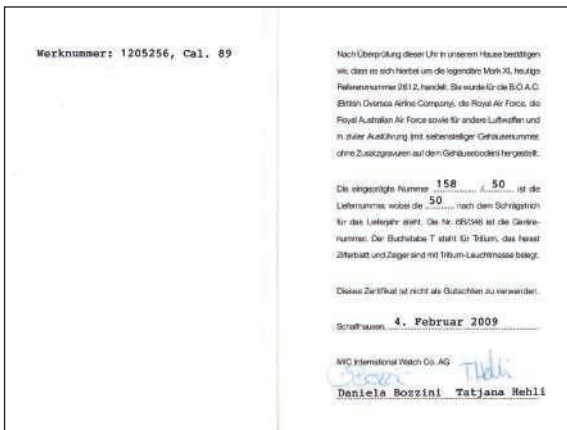 Werknummer: 1205256, Cal. 89
Nach Überprüfung dieser Uhr in unserem Hause bestätigen
wir, dass es sich hierbei um die legendäre Mark XI, heutige
Referenznummer 2612, handelt. Sie wurde für die B.O.A.C.
(British Oversea Airline Company), die Royal Air Force, die
Royal Australian Air Force sowie für andere Luftwaffen und
in ziviler Ausführung (mit siebenstelliger Gehäusenummer,
ohne Zusatzgravuren auf dem Gehäuseboden) hergestellt.
Die eingeprägte Nummer 158 / 50 ist die
Liefernummer, wobei die 50 nach dem Schrägstrich
für das Lieferjahr steht. Die Nr. 6B/346 ist die Geräte-
nummer. Der Buchstabe T steht für Tritium, das heisst
Zifferblatt und Zeiger sind mit Tritium-Leuchtmasse belegt.
Dieses Zertifikat ist nicht als Gutachten zu verwenden.
Schaffhausen, 4. Februar 2009
IWC International Watch Co. AG
D Bozzini T Hehli
Daniela Bozzini Tatjana Hehli